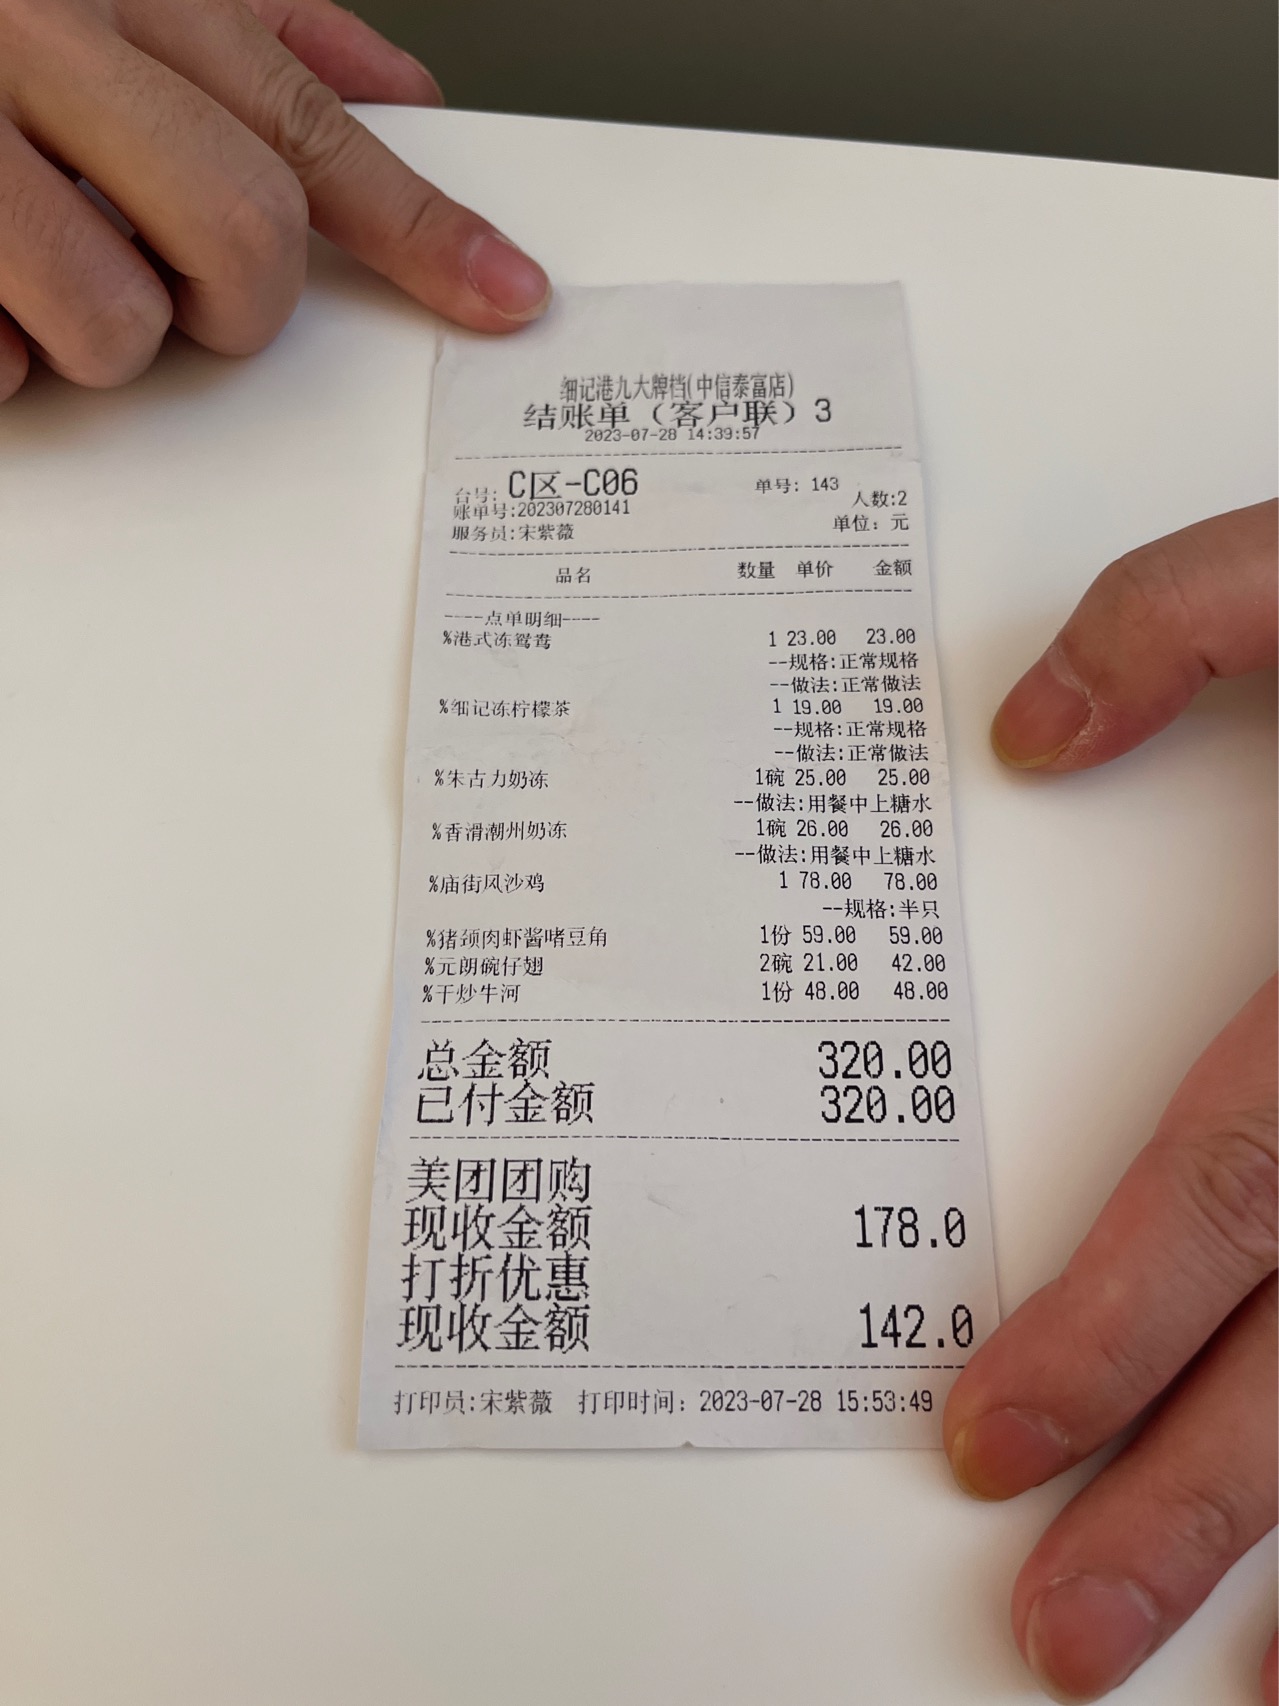 细记港九大牌档(中信泰富店)
结账单（客户联）3
2023-07-28 14:39:57
台号: C区-C06 单号: 143
账单号:202307280141 人数:2
服务员:宋紫薇 单位: 元
品名 数量 单价 金额
----点单明细----
%港式冻鸳鸯 1 23.00 23.00
--规格:正常规格
--做法:正常做法
%细记冻柠檬茶 1 19.00 19.00
--规格:正常规格
--做法:正常做法
%朱古力奶冻 1碗 25.00 25.00
--做法:用餐中上糖水
%香滑潮州奶冻 1碗 26.00 26.00
--做法:用餐中上糖水
%庙街风沙鸡 1 78.00 78.00
--规格:半只
%猪颈肉虾酱啫豆角 1份 59.00 59.00
%元朗碗仔翅 2碗 21.00 42.00
%干炒牛河 1份 48.00 48.00
总金额 320.00
已付金额 320.00
美团团购
现收金额 178.0
打折优惠
现收金额 142.0
打印员:宋紫薇 打印时间: 2023-07-28 15:53:49